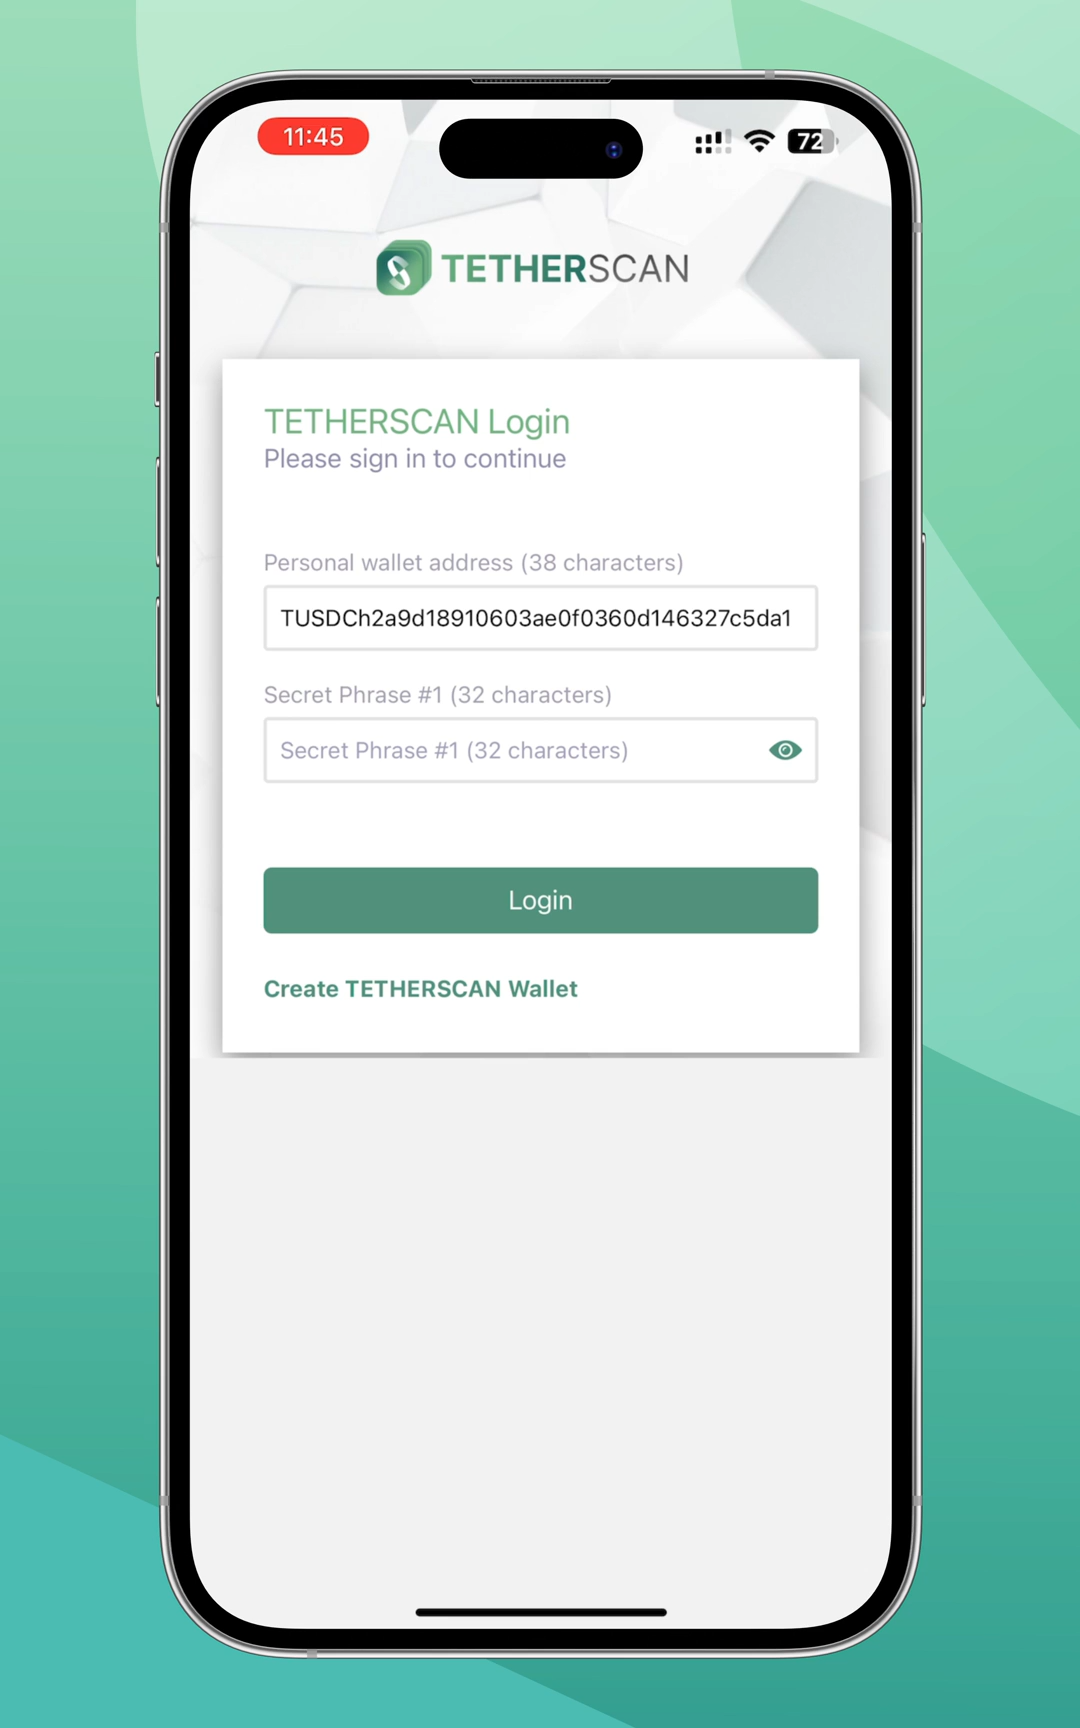 11:45
72
TETHERSCAN
TETHERSCAN Login
Please sign in to continue
Personal wallet address (38 characters)
TUSDCh2a9d18910603ae0f0360d146327c5da1
Secret Phrase #1 (32 characters)
Secret Phrase #1 (32 characters)
Login
Create TETHERSCAN Wallet